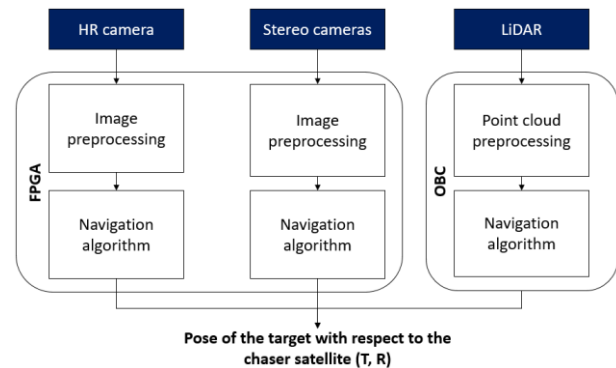 HR camera
Stereo cameras
LiDAR
FPGA
Image
preprocessing
Image
preprocessing
OBC
Point cloud
preprocessing
Navigation
algorithm
Navigation
algorithm
Navigation
algorithm
Pose of the target with respect to the
chaser satellite (T, R)